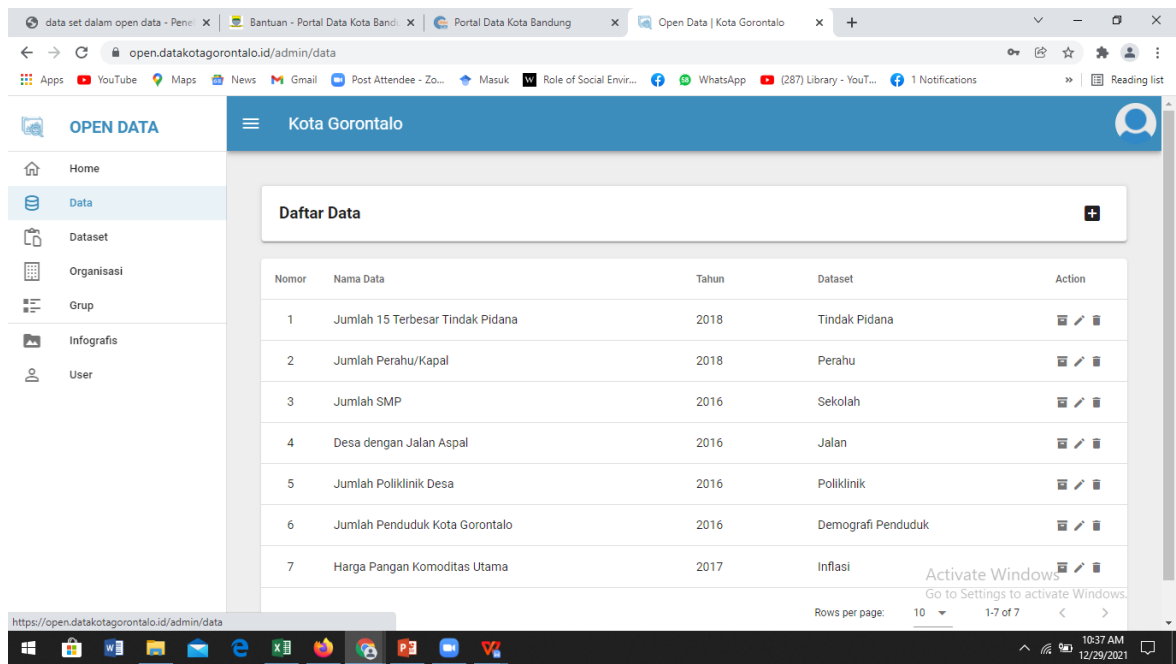 data set dalam open data - Penel
Bantuan - Portal Data Kota Bandu
Portal Data Kota Bandung
Open Data | Kota Gorontalo
open.datakotagorontalo.id/admin/data
Apps YouTube Maps News Gmail Post Attendee - Zo... Masuk Role of Social Envir... WhatsApp (287) Library - YouT... 1 Notifications » Reading list
OPEN DATA
Kota Gorontalo
Home
Data
Dataset
Organisasi
Grup
Infografis
User
Daftar Data
Nomor Nama Data Tahun Dataset Action
1 Jumlah 15 Terbesar Tindak Pidana 2018 Tindak Pidana
2 Jumlah Perahu/Kapal 2018 Perahu
3 Jumlah SMP 2016 Sekolah
4 Desa dengan Jalan Aspal 2016 Jalan
5 Jumlah Poliklinik Desa 2016 Poliklinik
6 Jumlah Penduduk Kota Gorontalo 2016 Demografi Penduduk
7 Harga Pangan Komoditas Utama 2017 Inflasi
Activate Windows
Go to Settings to activate Windows.
Rows per page: 10 1-7 of 7
https://open.datakotagorontalo.id/admin/data
10:37 AM
12/29/2021